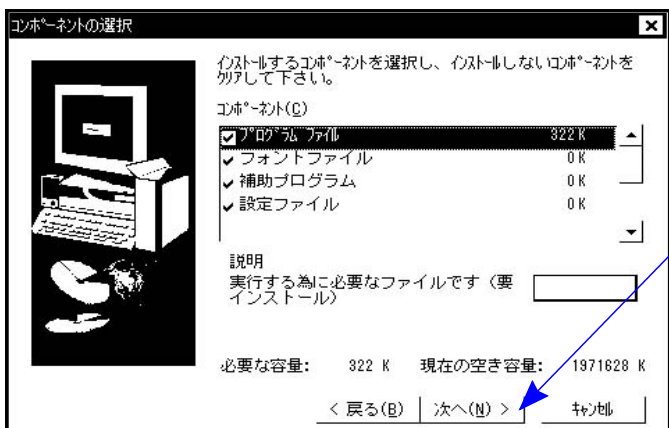 コンポーネントの選択
インストールするコンポーネントを選択し、インストールしないコンポーネントを
クリアして下さい。
コンポーネント(C)
プログラム ファイル 322 K
フォントファイル 0 K
補助プログラム 0 K
設定ファイル 0 K
説明
実行する為に必要なファイルです（要
インストール）
必要な容量: 322 K 現在の空き容量: 1971628 K
< 戻る(B) 次へ(N) > キャンセル